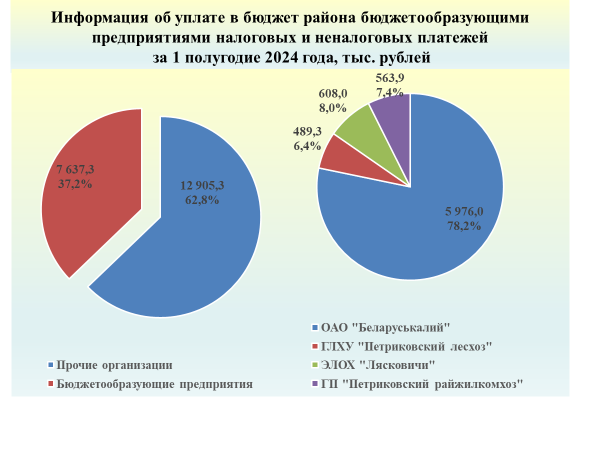 Информация об уплате в бюджет района бюджетообразующими
предприятиями налоговых и неналоговых платежей
за 1 полугодие 2024 года, тыс. рублей
7 637,3
37,2%
12 905,3
62,8%
Прочие организации
Бюджетообразующие предприятия
563,9
7,4%
608,0
8,0%
489,3
6,4%
5 976,0
78,2%
ОАО "Беларуськалий"
ГЛХУ "Петриковский лесхоз"
ЭЛОХ "Лясковичи"
ГП "Петриковский райжилкомхоз"